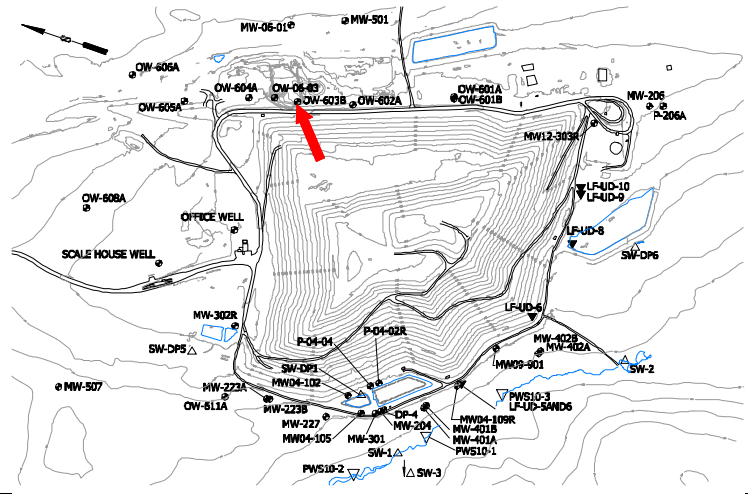 MW-06-01
MW-501
N
OW-606A
OW-604A
OW-06-03
OW-605A
OW-603B
OW-602A
OW-601A
OW-601B
MW-206
P-206A
MW12-303R
LF-UD-10
LF-UD-9
OW-608A
OFFICE WELL
LF-UD-8
SCALE HOUSE WELL
SW-DP6
LF-UD-6
MW-302R
P-04-02R
P-04-04
MW-402B
MW-402A
SW-DP5
SW-DP1
MW09-901
SW-2
MW-507
MW-223A
MW04-102
OW-611A
MW-223B
PWS10-3
LF-UD-5AND6
MW-227
DP-4
MW04-109R
MW-204
MW-401B
MW04-105
MW-301
MW-401A
SW-1
PWS10-1
PWS10-2
SW-3